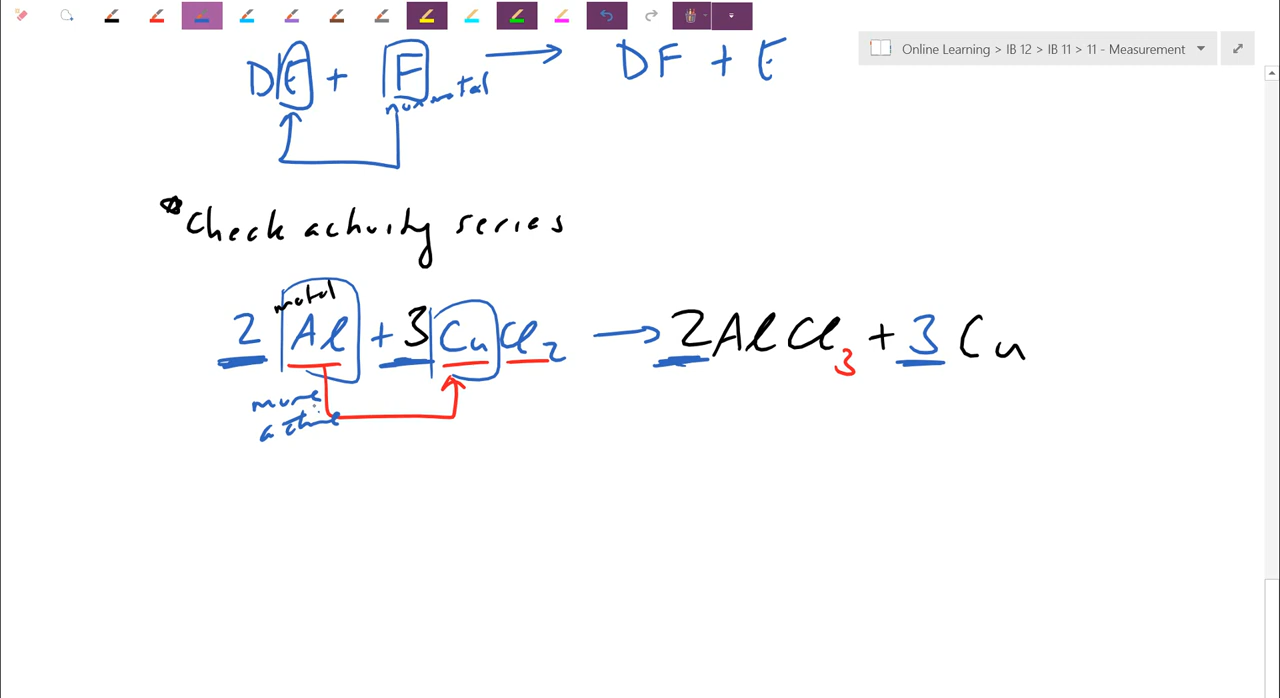 Online Learning > IB 12 > IB 11 > 11 - Measurement
DE + F → DF + E
nonmetal
*Check activity series
metal
2 Al + 3 CuCl2 → 2AlCl3 + 3 Cu
more
active